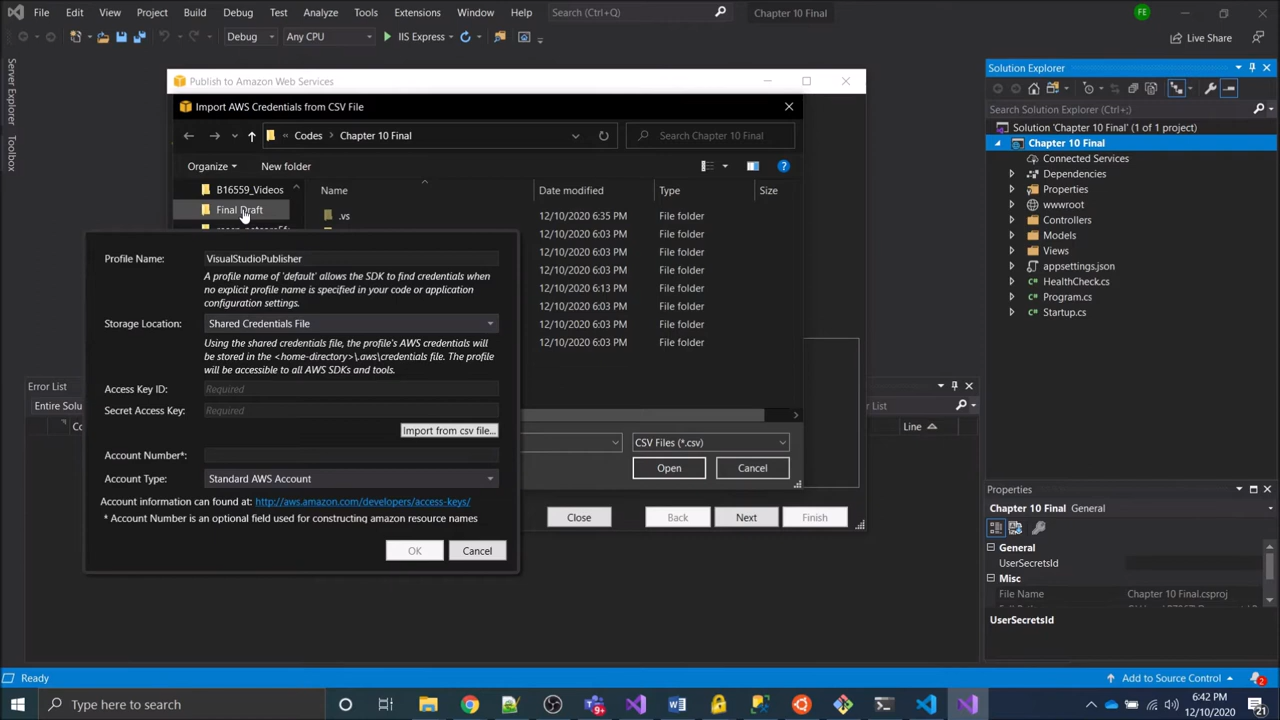 File Edit View Project Build Debug Test Analyze Tools Extensions Window Help Search (Ctrl+Q) Chapter 10 Final FE
Debug Any CPU IIS Express Live Share
Server Explorer
Toolbox
Publish to Amazon Web Services
Import AWS Credentials from CSV File
Codes Chapter 10 Final Search Chapter 10 Final
Organize New folder
B16559_Videos
Final Draft
Name Date modified Type Size
.vs 12/10/2020 6:35 PM File folder
12/10/2020 6:03 PM File folder
12/10/2020 6:03 PM File folder
12/10/2020 6:03 PM File folder
12/10/2020 6:13 PM File folder
12/10/2020 6:03 PM File folder
12/10/2020 6:03 PM File folder
12/10/2020 6:03 PM File folder
CSV Files (*.csv)
Open Cancel
Close Back Next Finish
Profile Name: VisualStudioPublisher
A profile name of 'default' allows the SDK to find credentials when
no explicit profile name is specified in your code or application
configuration settings.
Storage Location: Shared Credentials File
Using the shared credentials file, the profile's AWS credentials will
be stored in the <home-directory>\.aws\credentials file. The profile
will be accessible to all AWS SDKs and tools.
Access Key ID: Required
Secret Access Key: Required
Import from csv file...
Account Number*:
Account Type: Standard AWS Account
Account information can found at: http://aws.amazon.com/developers/access-keys/
* Account Number is an optional field used for constructing amazon resource names
OK Cancel
Error List
Entire Solu
Line
Solution Explorer
Search Solution Explorer (Ctrl+;)
Solution 'Chapter 10 Final' (1 of 1 project)
Chapter 10 Final
Connected Services
Dependencies
Properties
wwwroot
Controllers
Models
Views
appsettings.json
HealthCheck.cs
Program.cs
Startup.cs
Properties
Chapter 10 Final General
General
UserSecretsId
Misc
File Name Chapter 10 Final.csproj
UserSecretsId
Ready Add to Source Control 2
Type here to search 6:42 PM
12/10/2020 21